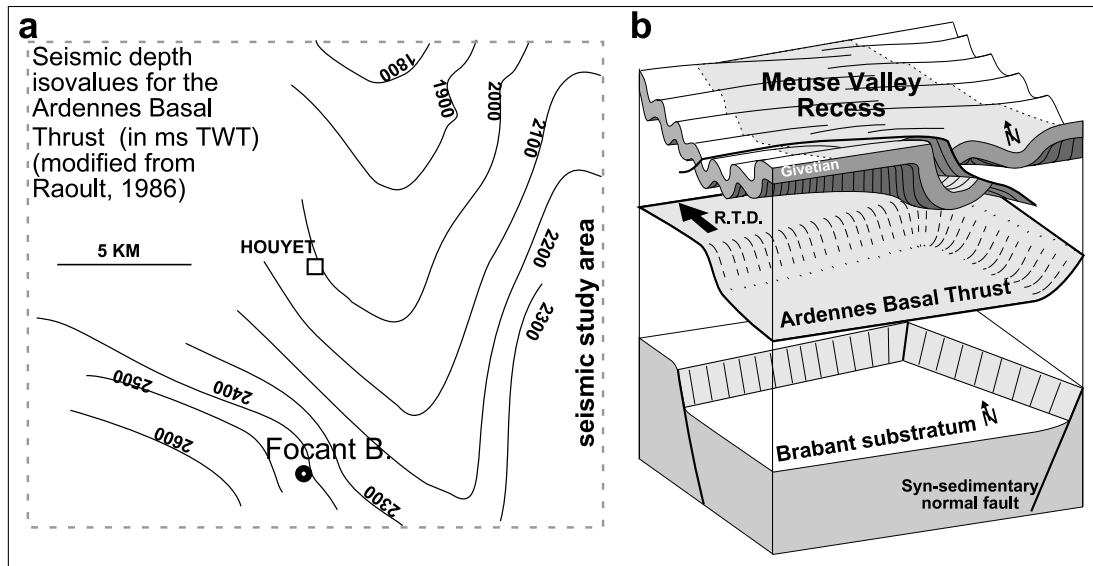 a
Seismic depth
isovalues for the
Ardennes Basal
Thrust (in ms TWT)
(modified from
Raoult, 1986)
1800
1900
2000
2100
2200
2300
5 KM
HOUYET
seismic study area
2500
2400
2600
Focant B.
2300
b
Meuse Valley
Recess
N
Givetian
R.T.D.
Ardennes Basal Thrust
Brabant substratum
N
Syn-sedimentary
normal fault